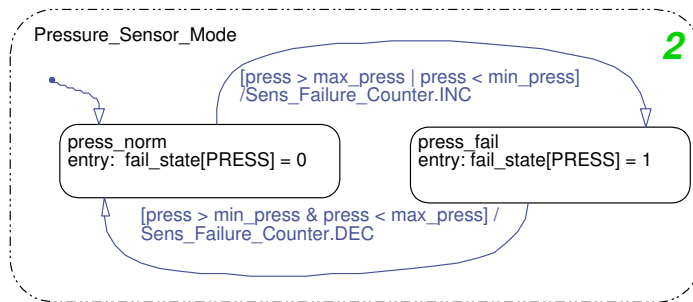 Pressure_Sensor_Mode
2
[press > max_press | press < min_press]
/Sens_Failure_Counter.INC
press_norm
entry:  fail_state[PRESS] = 0
press_fail
entry: fail_state[PRESS] = 1
[press > min_press & press < max_press] /
Sens_Failure_Counter.DEC